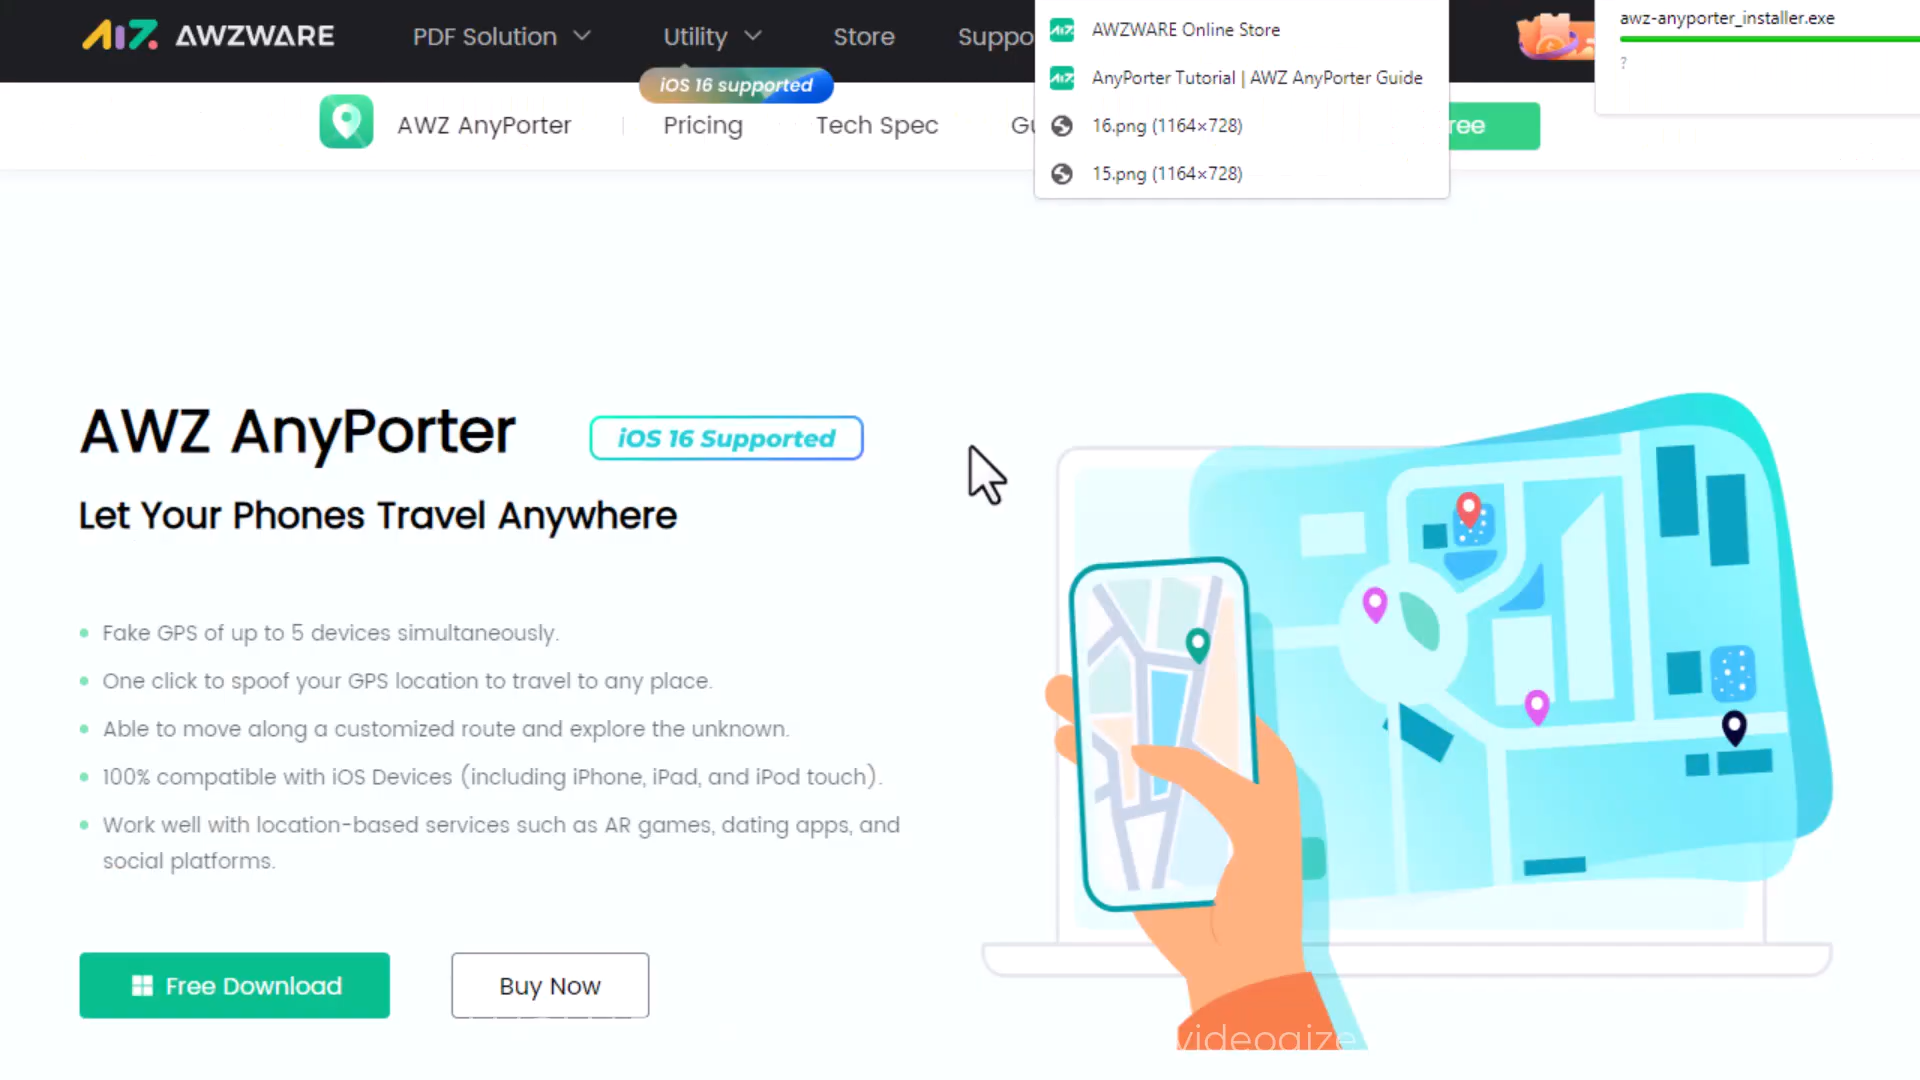 AWZWARE
PDF Solution
Utility
Store
Suppo
iOS 16 supported
AWZWARE Online Store
AnyPorter Tutorial | AWZ AnyPorter Guide
16.png (1164×728)
15.png (1164×728)
awz-anyporter_installer.exe
?
AWZ AnyPorter
Pricing
Tech Spec
Gu
ree
AWZ AnyPorter
iOS 16 Supported
Let Your Phones Travel Anywhere
Fake GPS of up to 5 devices simultaneously.
One click to spoof your GPS location to travel to any place.
Able to move along a customized route and explore the unknown.
100% compatible with iOS Devices (including iPhone, iPad, and iPod touch).
Work well with location-based services such as AR games, dating apps, and
social platforms.
Free Download
Buy Now
videogize